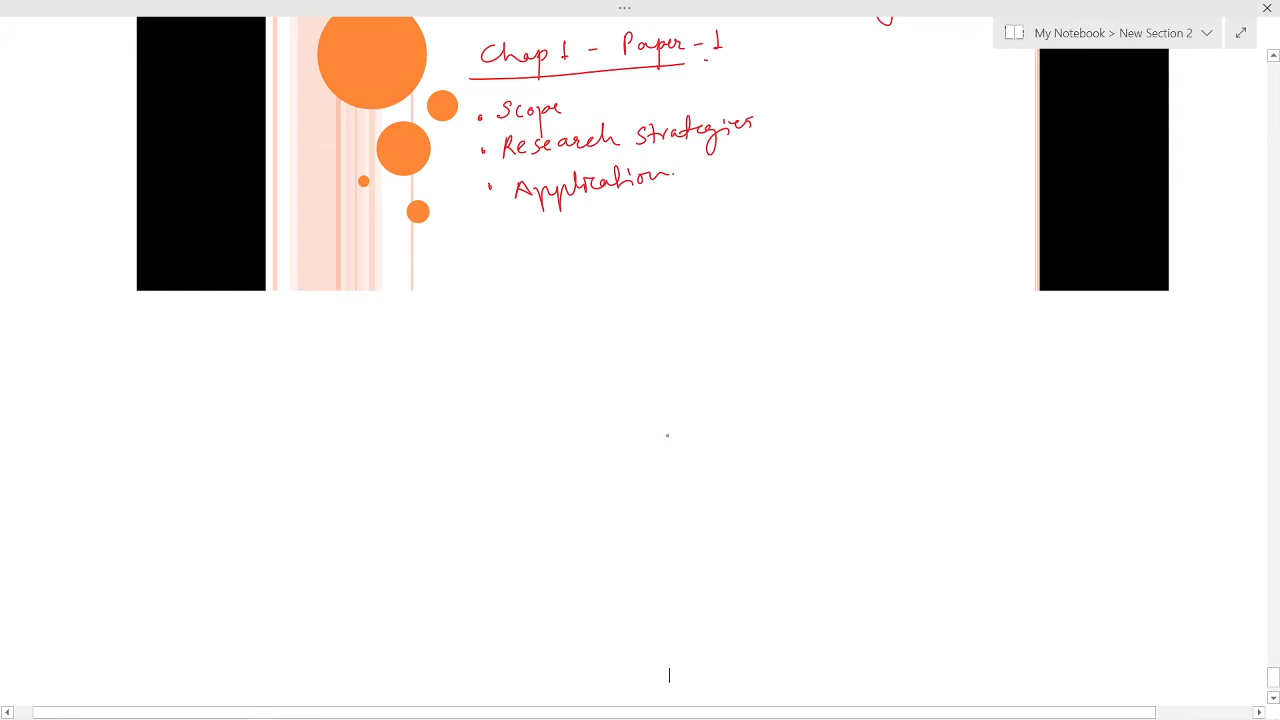 My Notebook > New Section 2
Chap 1 - Paper - 1
• Scope
• Research Strategies
• Application.